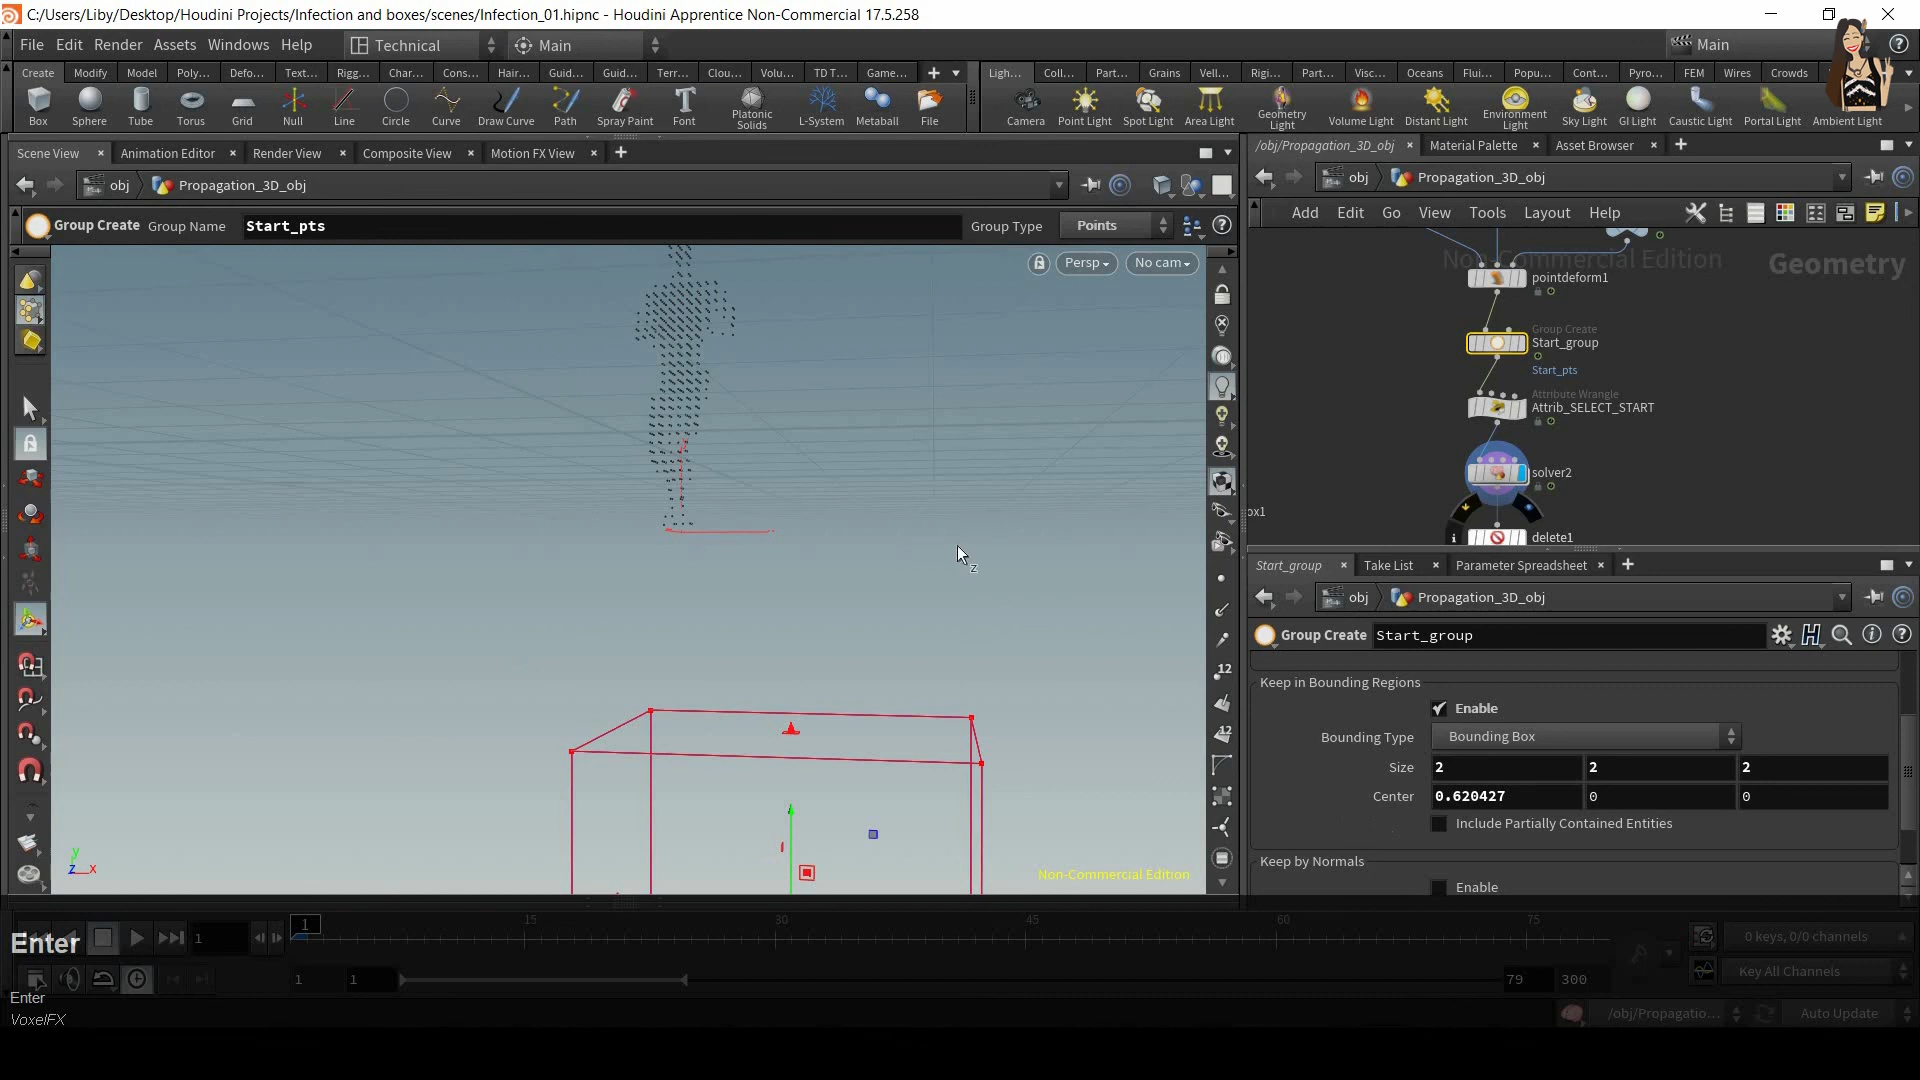 C:/Users/Liby/Desktop/Houdini Projects/Infection and boxes/scenes/Infection_01.hipnc - Houdini Apprentice Non-Commercial 17.5.258
File Edit Render Assets Windows Help Technical Main Main
Create Modify Model Poly... Defo... Text... Rigg... Char... Cons... Hair... Guid... Guid... Terr... Clou... Volu... TD T... Game... Ligh... Coll... Part... Grains Vell... Rigi... Part... Visc... Oceans Flui... Popu... Cont... Pyro... FEM Wires Crowds
Box Sphere Tube Torus Grid Null Line Circle Curve Draw Curve Path Spray Paint Font Platonic Solids L-System Metaball File Camera Point Light Spot Light Area Light Geometry Light Volume Light Distant Light Environment Light Sky Light GI Light Caustic Light Portal Light Ambient Light
Scene View Animation Editor Render View Composite View Motion FX View
/obj/Propagation_3D_obj Material Palette Asset Browser
obj Propagation_3D_obj
obj Propagation_3D_obj
Group Create Group Name Start_pts Group Type Points
Add Edit Go View Tools Layout Help
Persp No cam
Non-Commercial Edition Geometry
pointdeform1
Group Create
Start_group
Start_pts
Attribute Wrangle
Attrib_SELECT_START
solver2
ox1
delete1
z
12
12
y
z x
Non-Commercial Edition
Start_group Take List Parameter Spreadsheet
obj Propagation_3D_obj
Group Create Start_group
Keep in Bounding Regions
Enable
Bounding Type Bounding Box
Size 2 2 2
Center 0.620427 0 0
Include Partially Contained Entities
Keep by Normals
Enable
1 1 15 30 45 60 75
0 keys, 0/0 channels
Enter
1 1 79 300
Key All Channels
Enter
VoxelFX
/obj/Propagatio... Auto Update